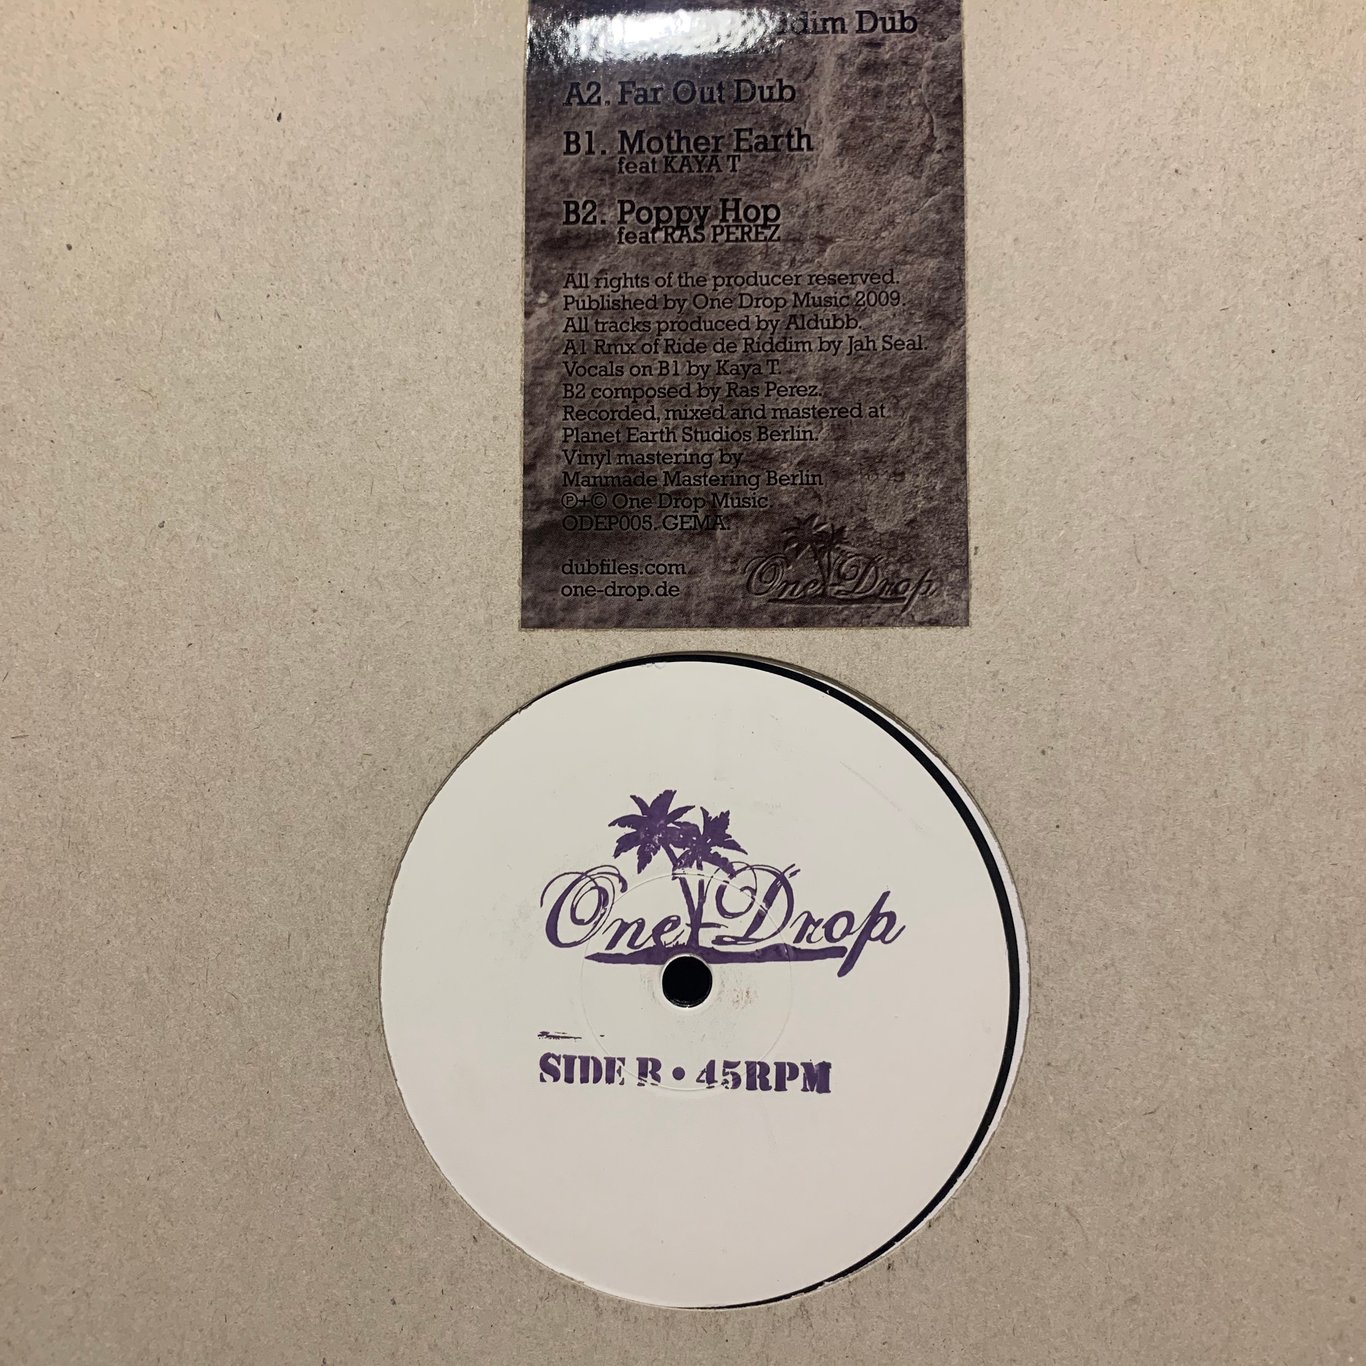 Dub
A2. Far Out Dub
B1. Mother Earth
feat KAYA T
B2. Poppy Hop
feat RAS PEREZ
All rights of the producer reserved.
Published by One Drop Music 2009.
All tracks produced by Aldubb.
A1 Rmx of Ride de Riddim by Jah Seal.
Vocals on B1 by Kaya T.
B2 composed by Ras Perez.
Recorded, mixed and mastered at
Planet Earth Studios Berlin.
Vinyl mastering by
Manmade Mastering Berlin
℗+© One Drop Music.
ODEP005. GEMA.
dubfiles.com
one-drop.de
One Drop
One Drop
SIDE B • 45RPM